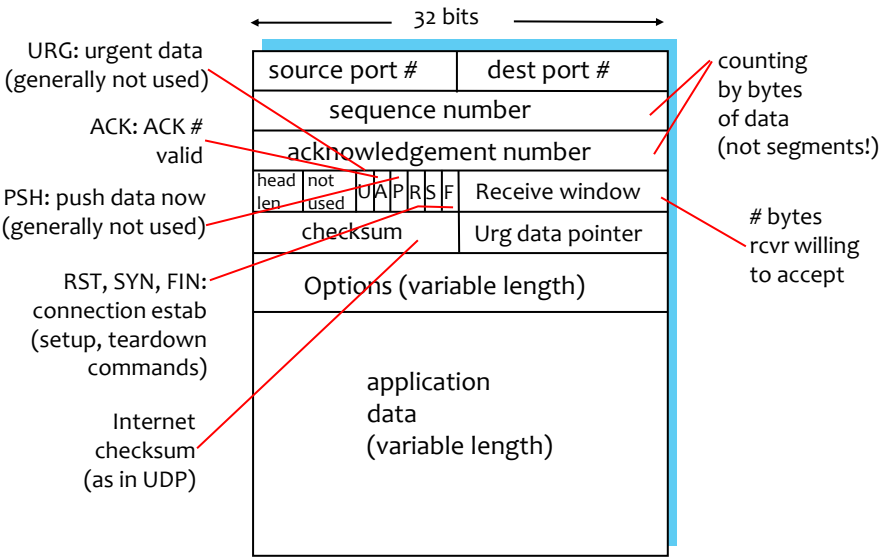 32 bits
URG: urgent data
(generally not used)
ACK: ACK #
valid
PSH: push data now
(generally not used)
RST, SYN, FIN:
connection estab
(setup, teardown
commands)
Internet
checksum
(as in UDP)
source port #
dest port #
sequence number
acknowledgement number
head
len
not
used
U
A
P
R
S
F
Receive window
checksum
Urg data pointer
Options (variable length)
application
data
(variable length)
counting
by bytes
of data
(not segments!)
# bytes
rcvr willing
to accept